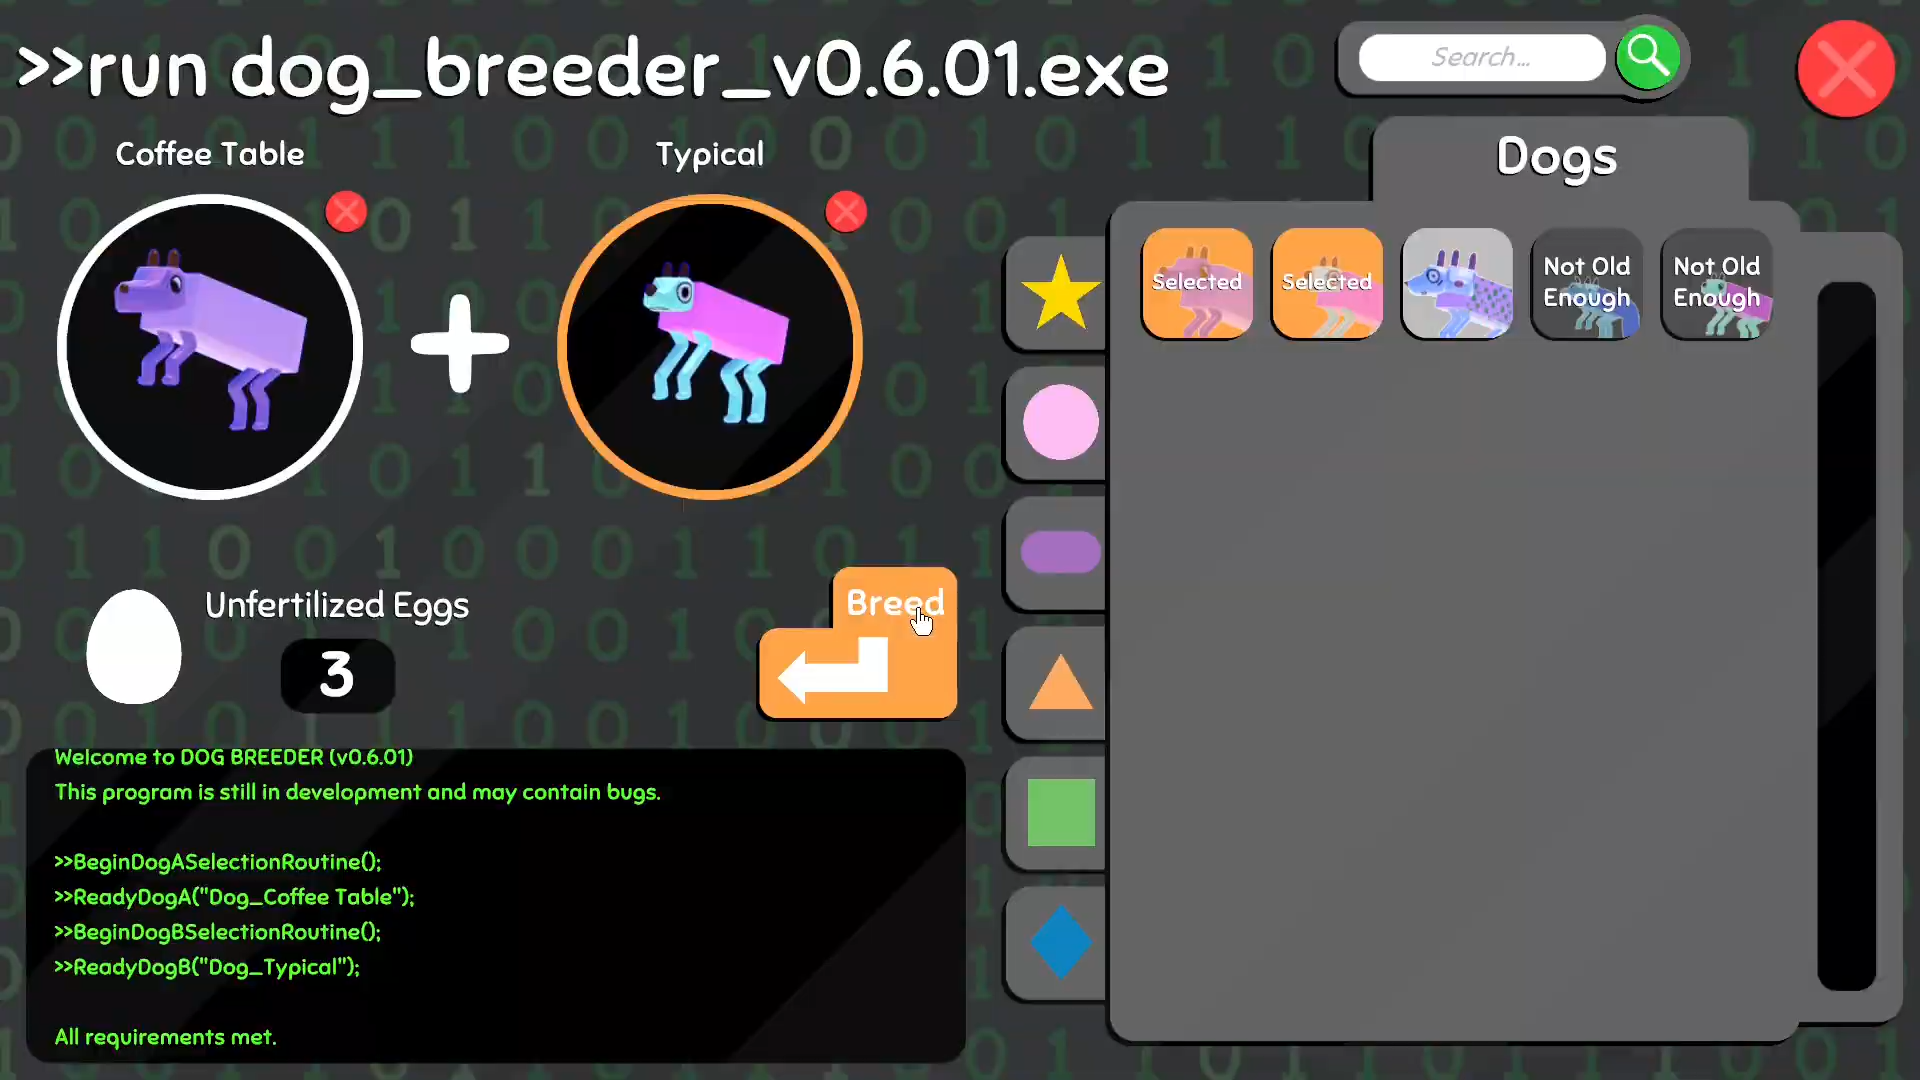 >>run dog_breeder_v0.6.01.exe
Search...
Coffee Table
Typical
Dogs
Selected
Selected
Not Old
Enough
Not Old
Enough
Unfertilized Eggs
3
Breed
Welcome to DOG BREEDER (v0.6.01)
This program is still in development and may contain bugs.
>>BeginDogASelectionRoutine();
>>ReadyDogA("Dog_Coffee Table");
>>BeginDogBSelectionRoutine();
>>ReadyDogB("Dog_Typical");
All requirements met.